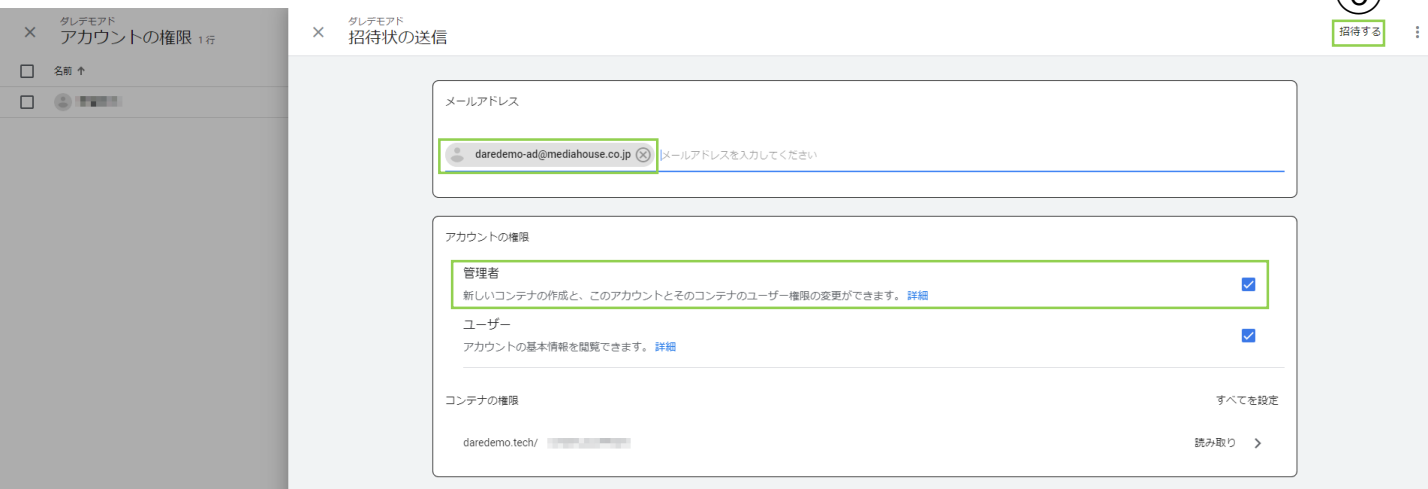 ダレデモアド
アカウントの権限 1行
名前 ↑
ダレデモアド
招待状の送信
招待する
メールアドレス
daredemo-ad@mediahouse.co.jp メールアドレスを入力してください
アカウントの権限
管理者
新しいコンテナの作成と、このアカウントとそのコンテナのユーザー権限の変更ができます。 詳細
ユーザー
アカウントの基本情報を閲覧できます。 詳細
コンテナの権限 すべてを設定
daredemo.tech/ 読み取り